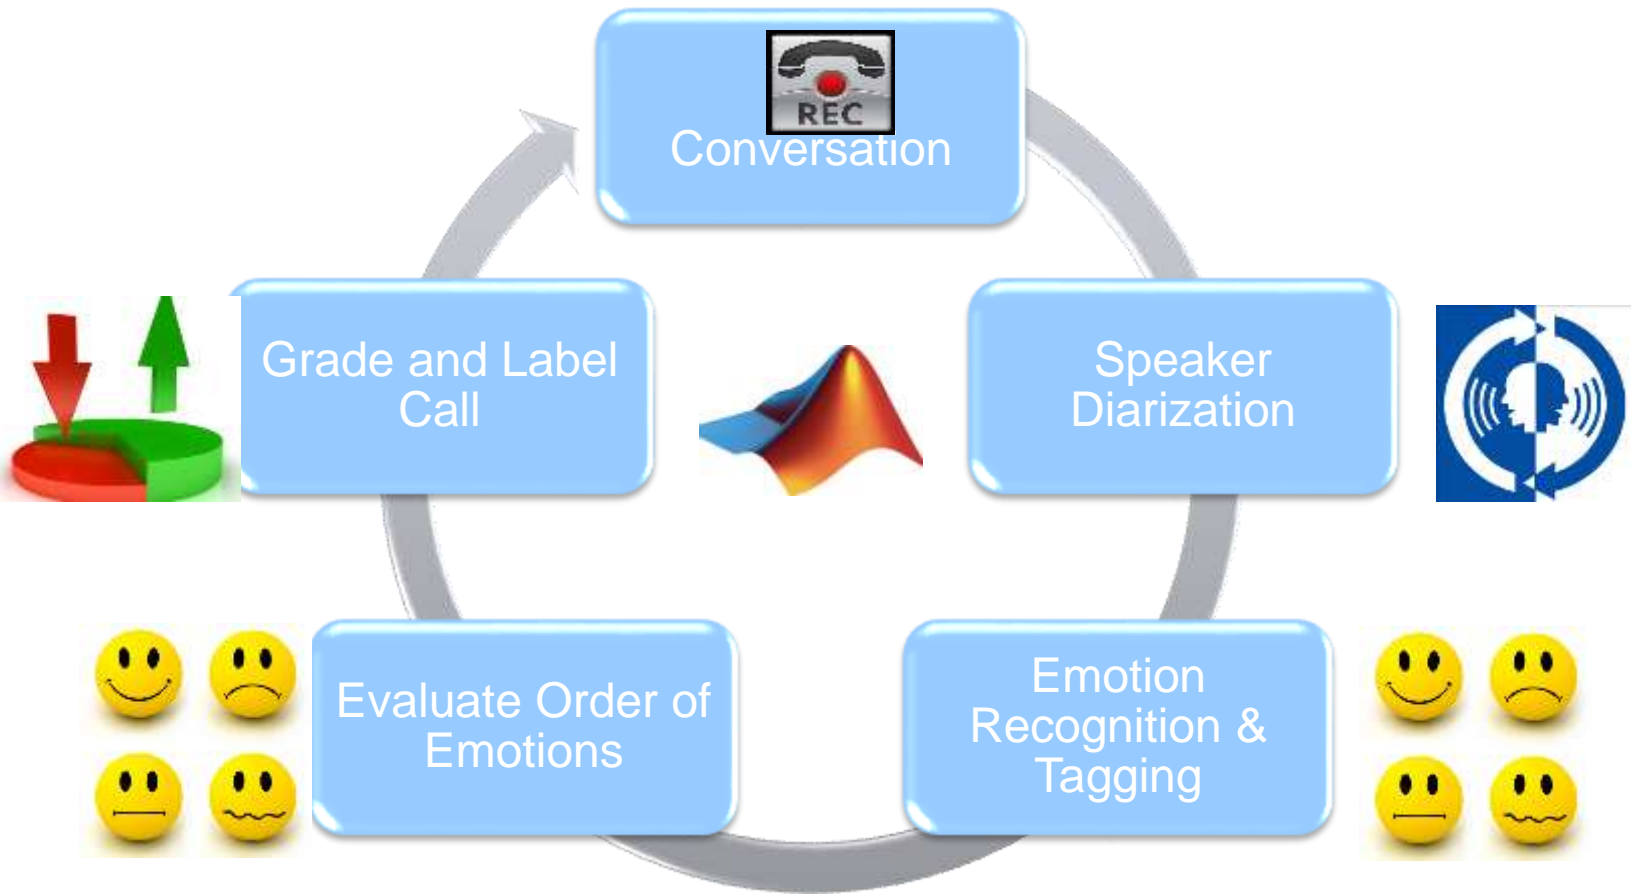 REC
Conversation
Grade and Label
Call
Speaker
Diarization
Evaluate Order of
Emotions
Emotion
Recognition &
Tagging